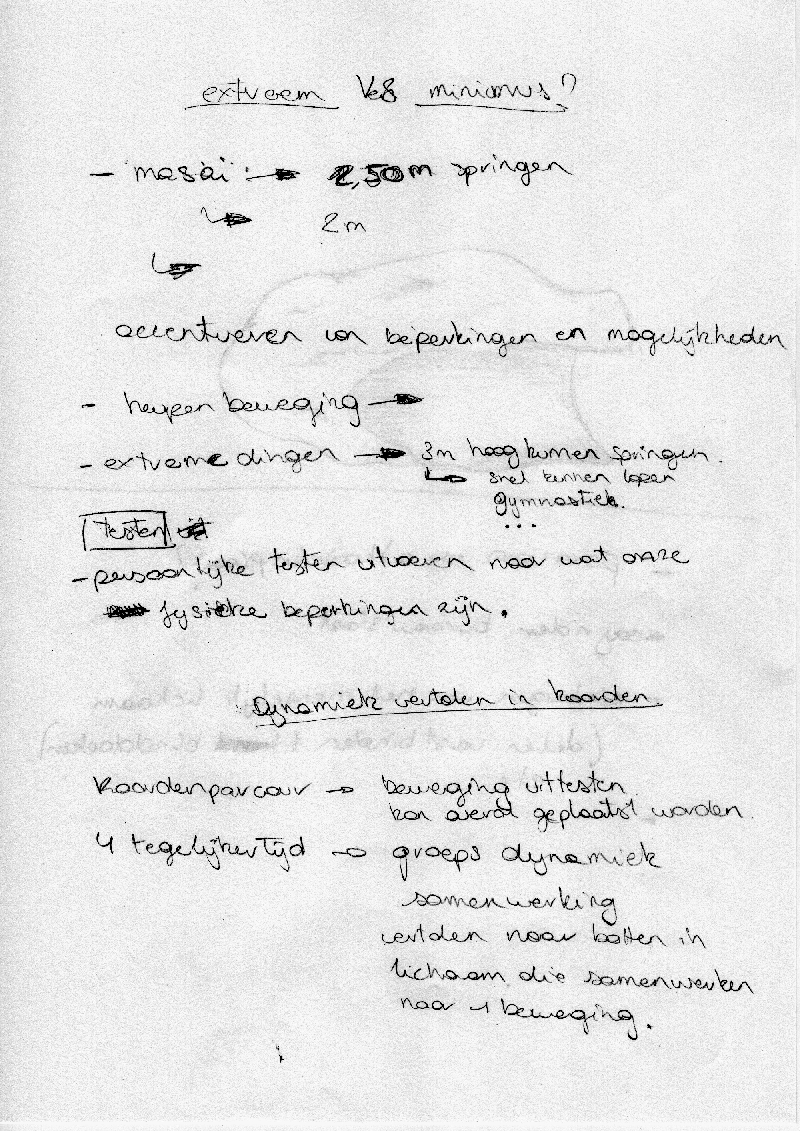 extreem Vs minimus?
- masai: → 2,50m springen
↳ 2m
↳
accentueren van beperkingen en mogelijkheden
- heupen beweging →
- extreme dingen → 3m hoog kunnen springen.
↳ snel kunnen lopen
gymnastiek.
...
testen
- persoonlijke testen uitvoeren naar wat onze
fysieke beperkingen zijn.
Dynamiek vertalen in koorden
Koordenparcour → beweging uittesten
kan overal geplaatst worden.
4 tegelijkertijd → groeps dynamiek
samenwerking
vertalen naar botten in
lichaam die samenwerken
naar 1 beweging.